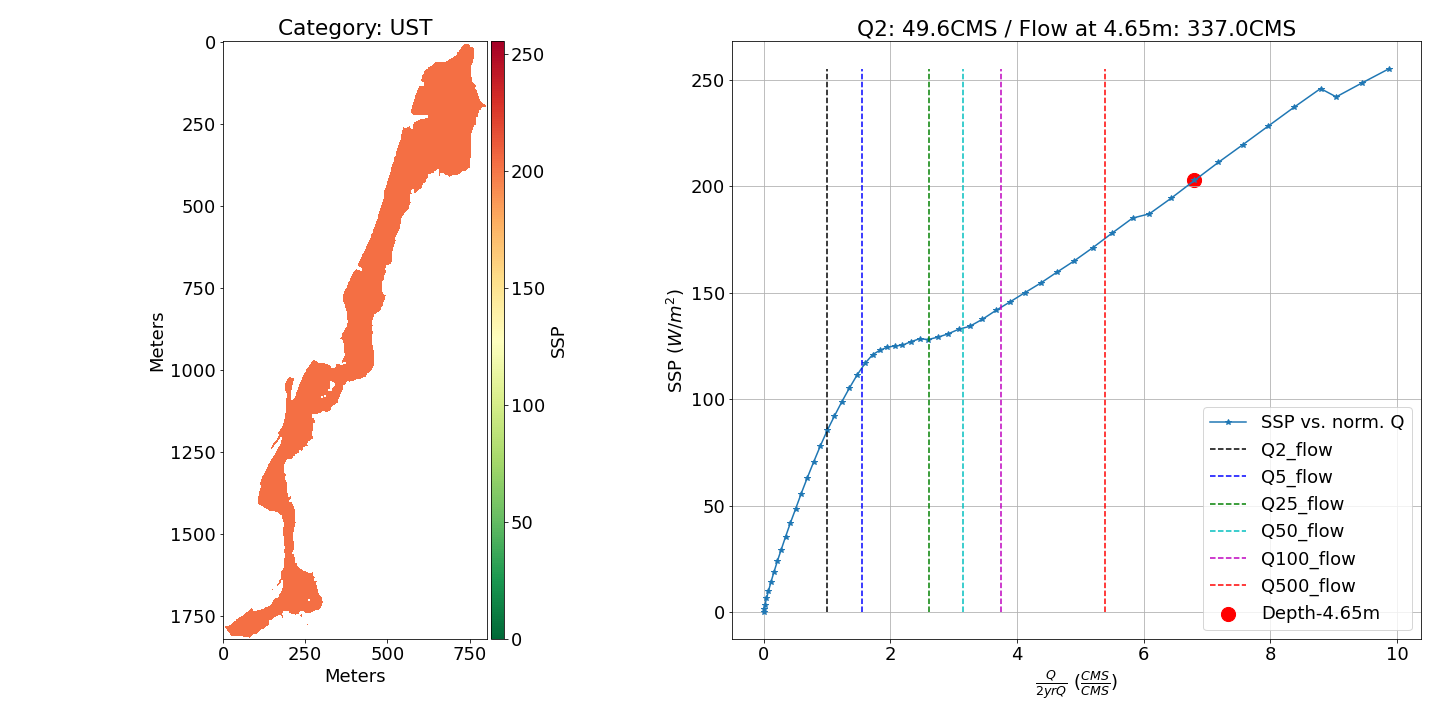 Category: UST
0
250
500
750
1000
1250
1500
1750
Meters
0
250
500
750
Meters
250
200
150
100
50
0
SSP
Q2: 49.6CMS / Flow at 4.65m: 337.0CMS
250
200
150
100
50
0
SSP (W/m²)
0 2 4 6 8 10
Q/2yrQ (CMS/CMS)
SSP vs. norm. Q
Q2_flow
Q5_flow
Q25_flow
Q50_flow
Q100_flow
Q500_flow
Depth-4.65m